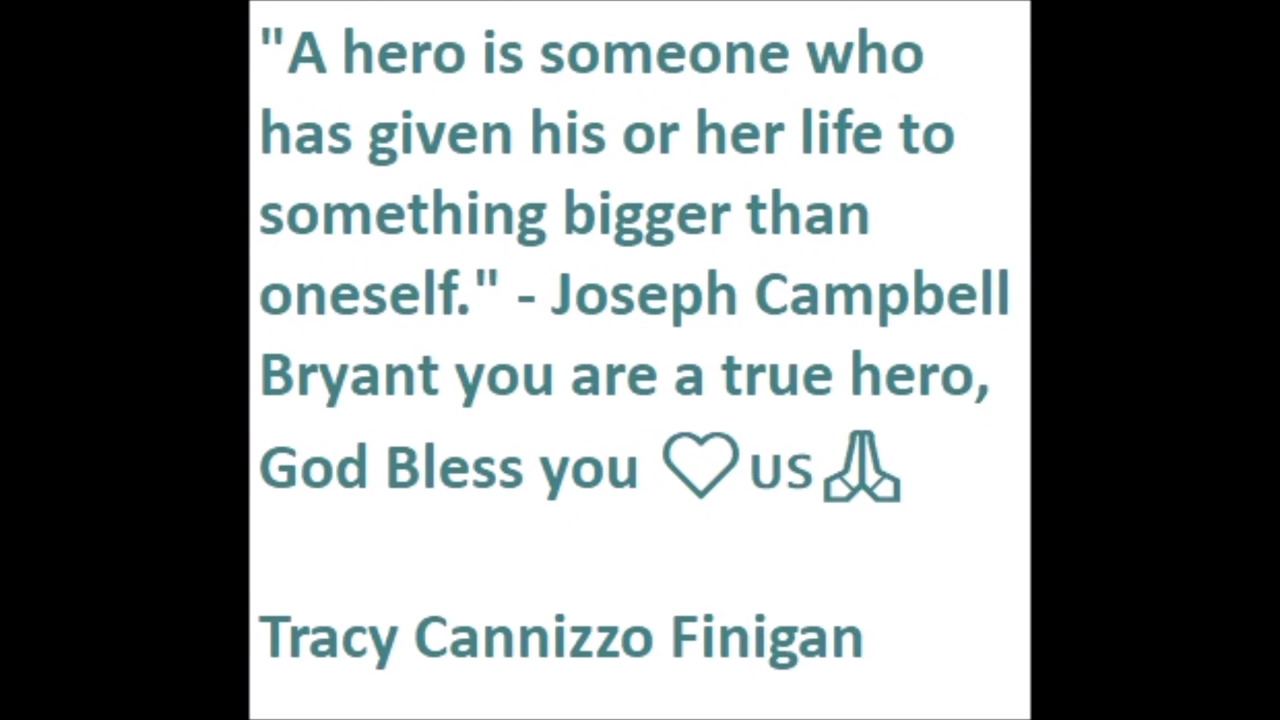 "A hero is someone who
has given his or her life to
something bigger than
oneself." - Joseph Campbell
Bryant you are a true hero,
God Bless you ♡ US 🙏
Tracy Cannizzo Finigan